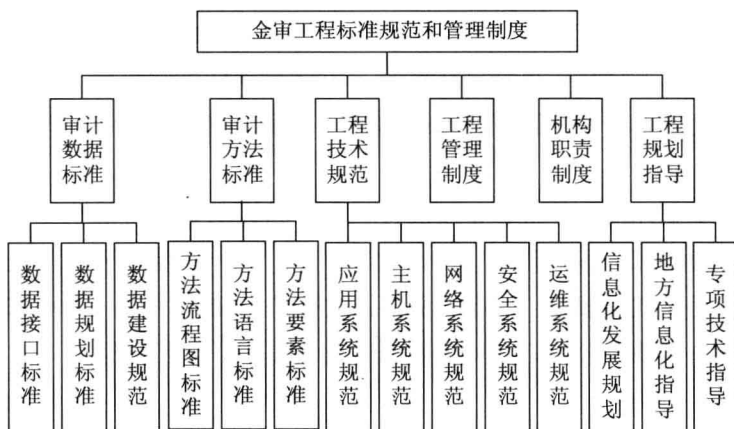 金审工程标准规范和管理制度
审计
数据
标准
审计
方法
标准
工程
技术
规范
工程
管理
制度
机构
职责
制度
工程
规划
指导
数据接口标准
数据规划标准
数据建设规范
方法流程图标准
方法语言标准
方法要素标准
应用系统规范
主机系统规范
网络系统规范
安全系统规范
运维系统规范
信息化发展规划
地方信息化指导
专项技术指导